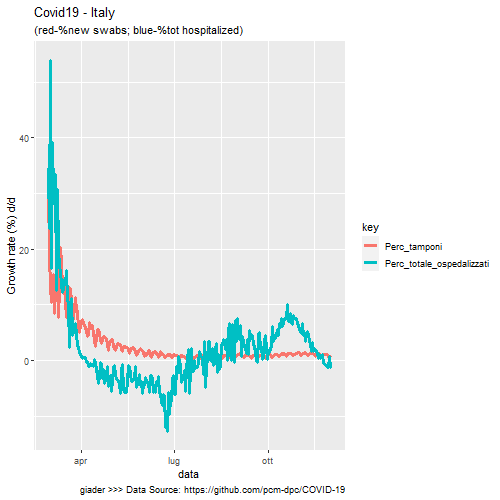 Covid19 - Italy
(red-%new swabs; blue-%tot hospitalized)
Growth rate (%) d/d
40
20
0
apr
lug
ott
data
key
Perc_tamponi
Perc_totale_ospedalizzati
giader >>> Data Source: https://github.com/pcm-dpc/COVID-19